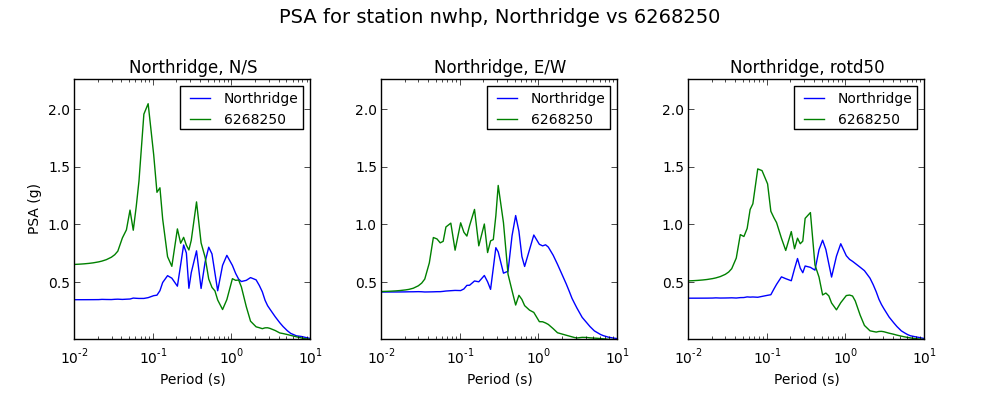 PSA for station nwhp, Northridge vs 6268250
Northridge, N/S
Northridge
6268250
PSA (g)
2.0
1.5
1.0
0.5
10^-2
10^-1
10^0
10^1
Period (s)
Northridge, E/W
Northridge
6268250
2.0
1.5
1.0
0.5
10^-2
10^-1
10^0
10^1
Period (s)
Northridge, rotd50
Northridge
6268250
2.0
1.5
1.0
0.5
10^-2
10^-1
10^0
10^1
Period (s)